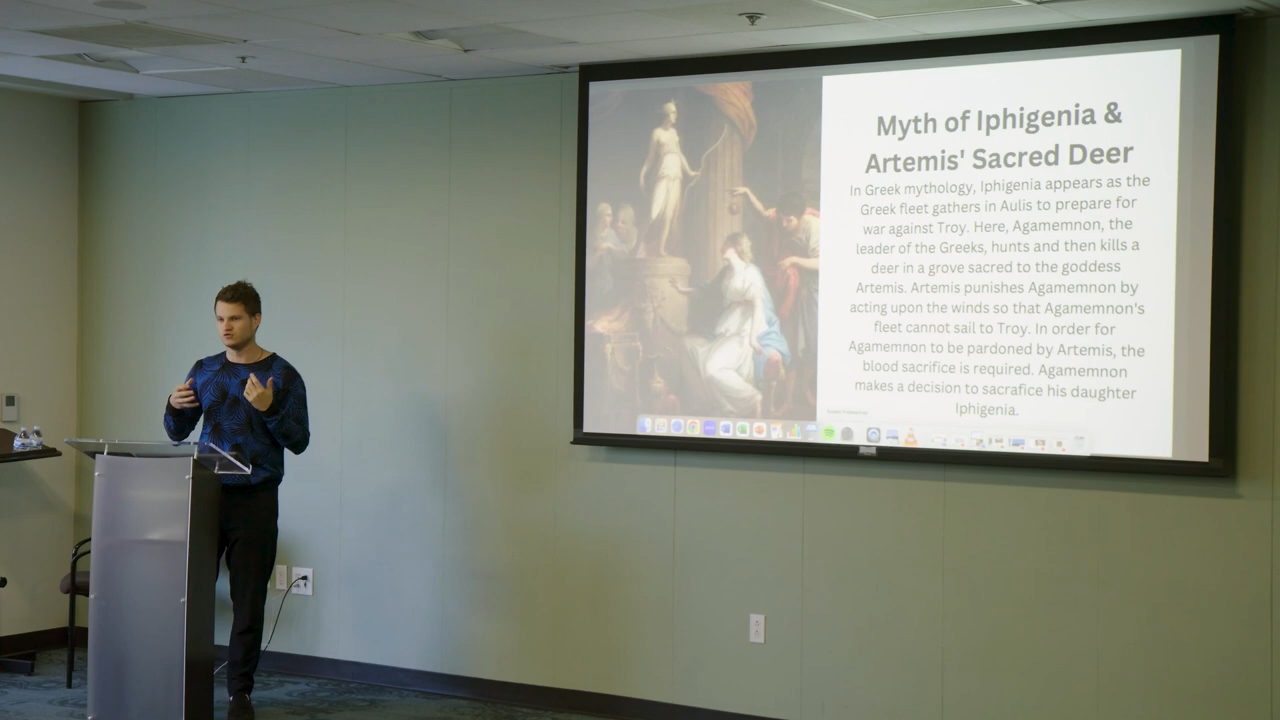 Myth of Iphigenia &
Artemis' Sacred Deer
In Greek mythology, Iphigenia appears as the
Greek fleet gathers in Aulis to prepare for
war against Troy. Here, Agamemnon, the
leader of the Greeks, hunts and then kills a
deer in a grove sacred to the goddess
Artemis. Artemis punishes Agamemnon by
acting upon the winds so that Agamemnon's
fleet cannot sail to Troy. In order for
Agamemnon to be pardoned by Artemis, the
blood sacrifice is required. Agamemnon
makes a decision to sacrafice his daughter
Iphigenia.